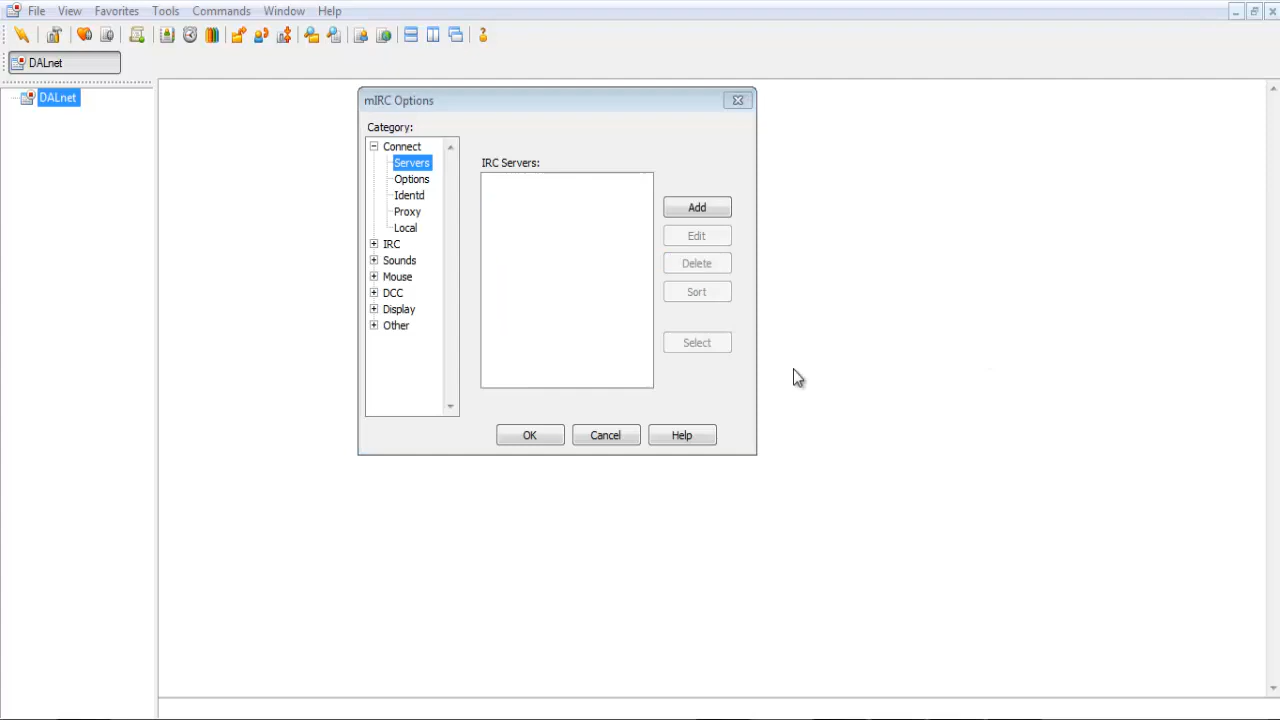 File View Favorites Tools Commands Window Help
DALnet
DALnet
mIRC Options
Category:
Connect
Servers
Options
Identd
Proxy
Local
IRC
Sounds
Mouse
DCC
Display
Other
IRC Servers:
Add
Edit
Delete
Sort
Select
OK Cancel Help